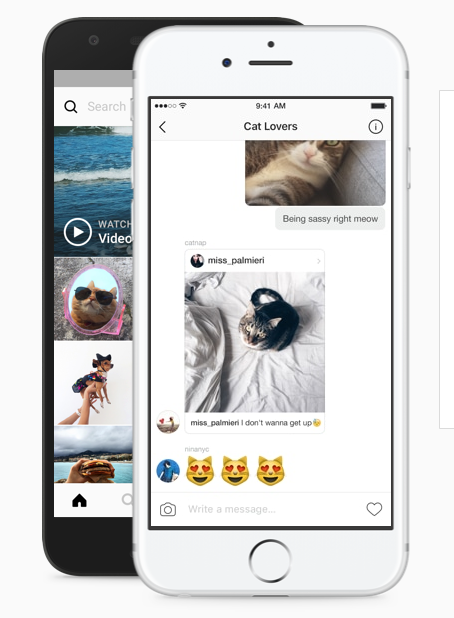 9:41 AM
Search
Cat Lovers
Being sassy right meow
WATCH
Video
catnap
miss_palmieri
miss_palmieri I don't wanna get up
ninanyc
Write a message...